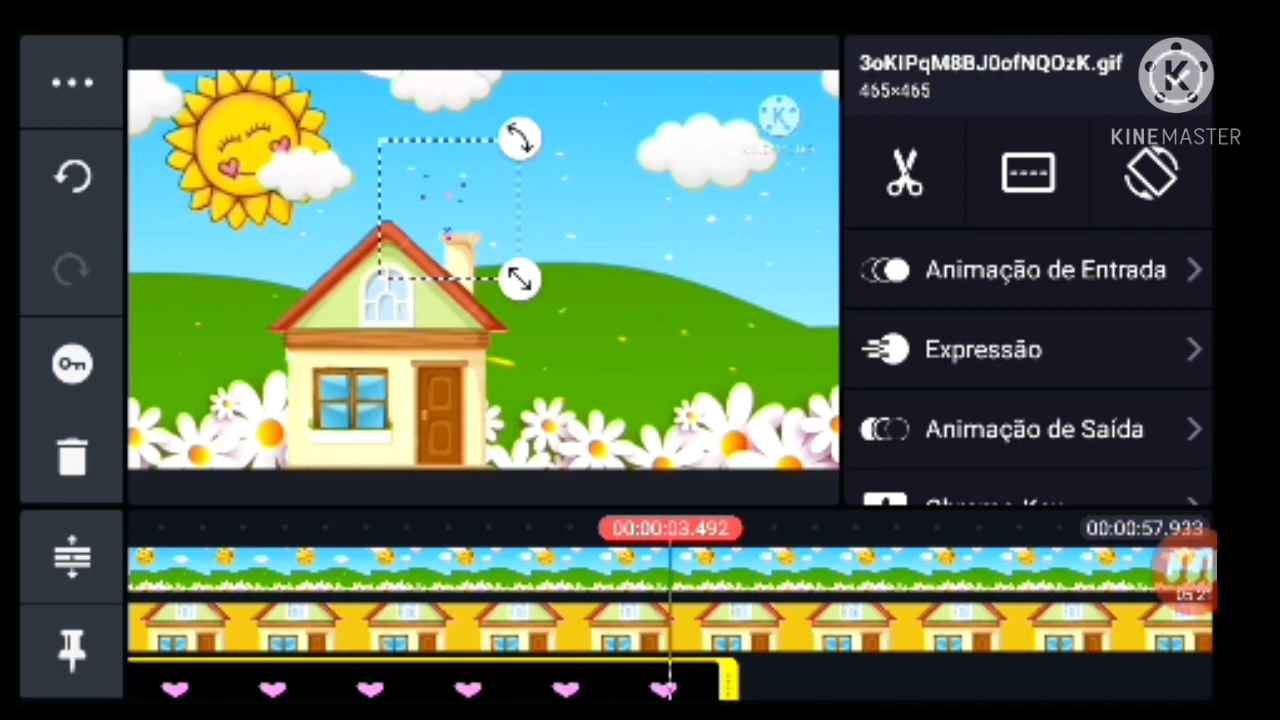 3oKIPqM8BJ0ofNQOzK.gif
465×465
KINEMASTER
Animação de Entrada
Expressão
Animação de Saída
00:00:03.492
00:00:57.933